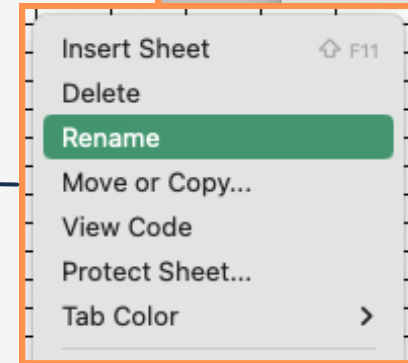 Insert Sheet ⇧ F11
Delete
Rename
Move or Copy...
View Code
Protect Sheet...
Tab Color